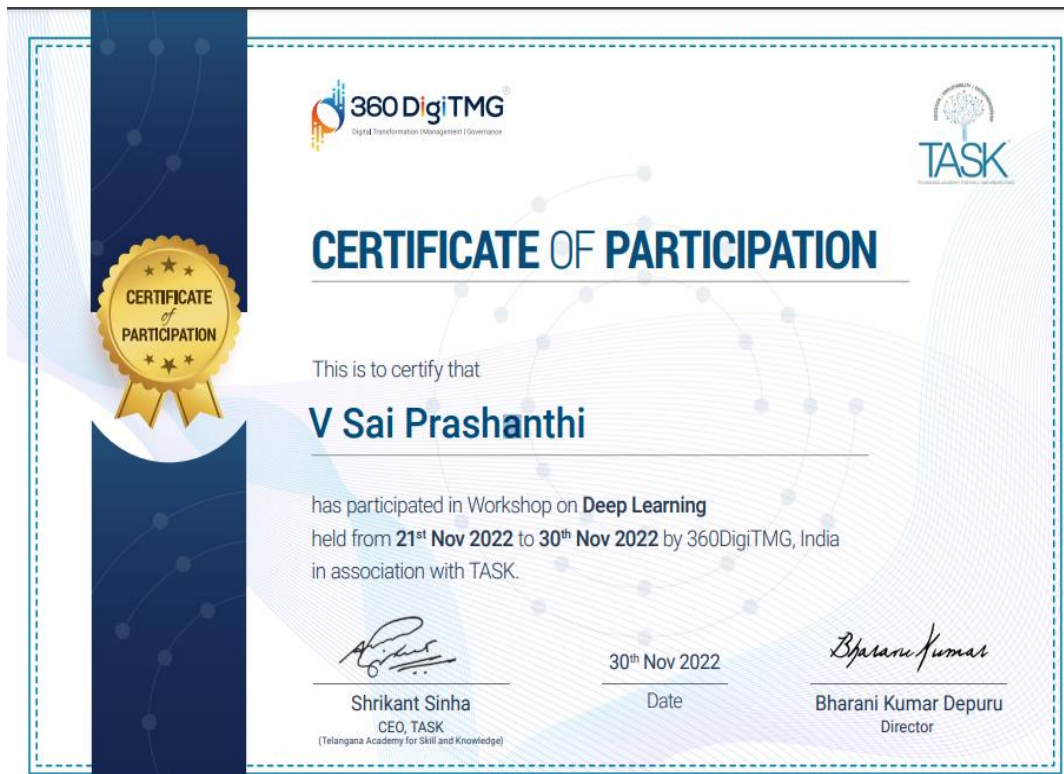 360 DigiTMG®
Digital Transformation | Management | Governance
TASK
CERTIFICATE OF PARTICIPATION
CERTIFICATE
of
PARTICIPATION
This is to certify that
V Sai Prashanthi
has participated in Workshop on Deep Learning
held from 21st Nov 2022 to 30th Nov 2022 by 360DigiTMG, India
in association with TASK.
Bharani Kumar
30th Nov 2022
Shrikant Sinha
Date
Bharani Kumar Depuru
CEO, TASK
Director
(Telangana Academy for Skill and Knowledge)